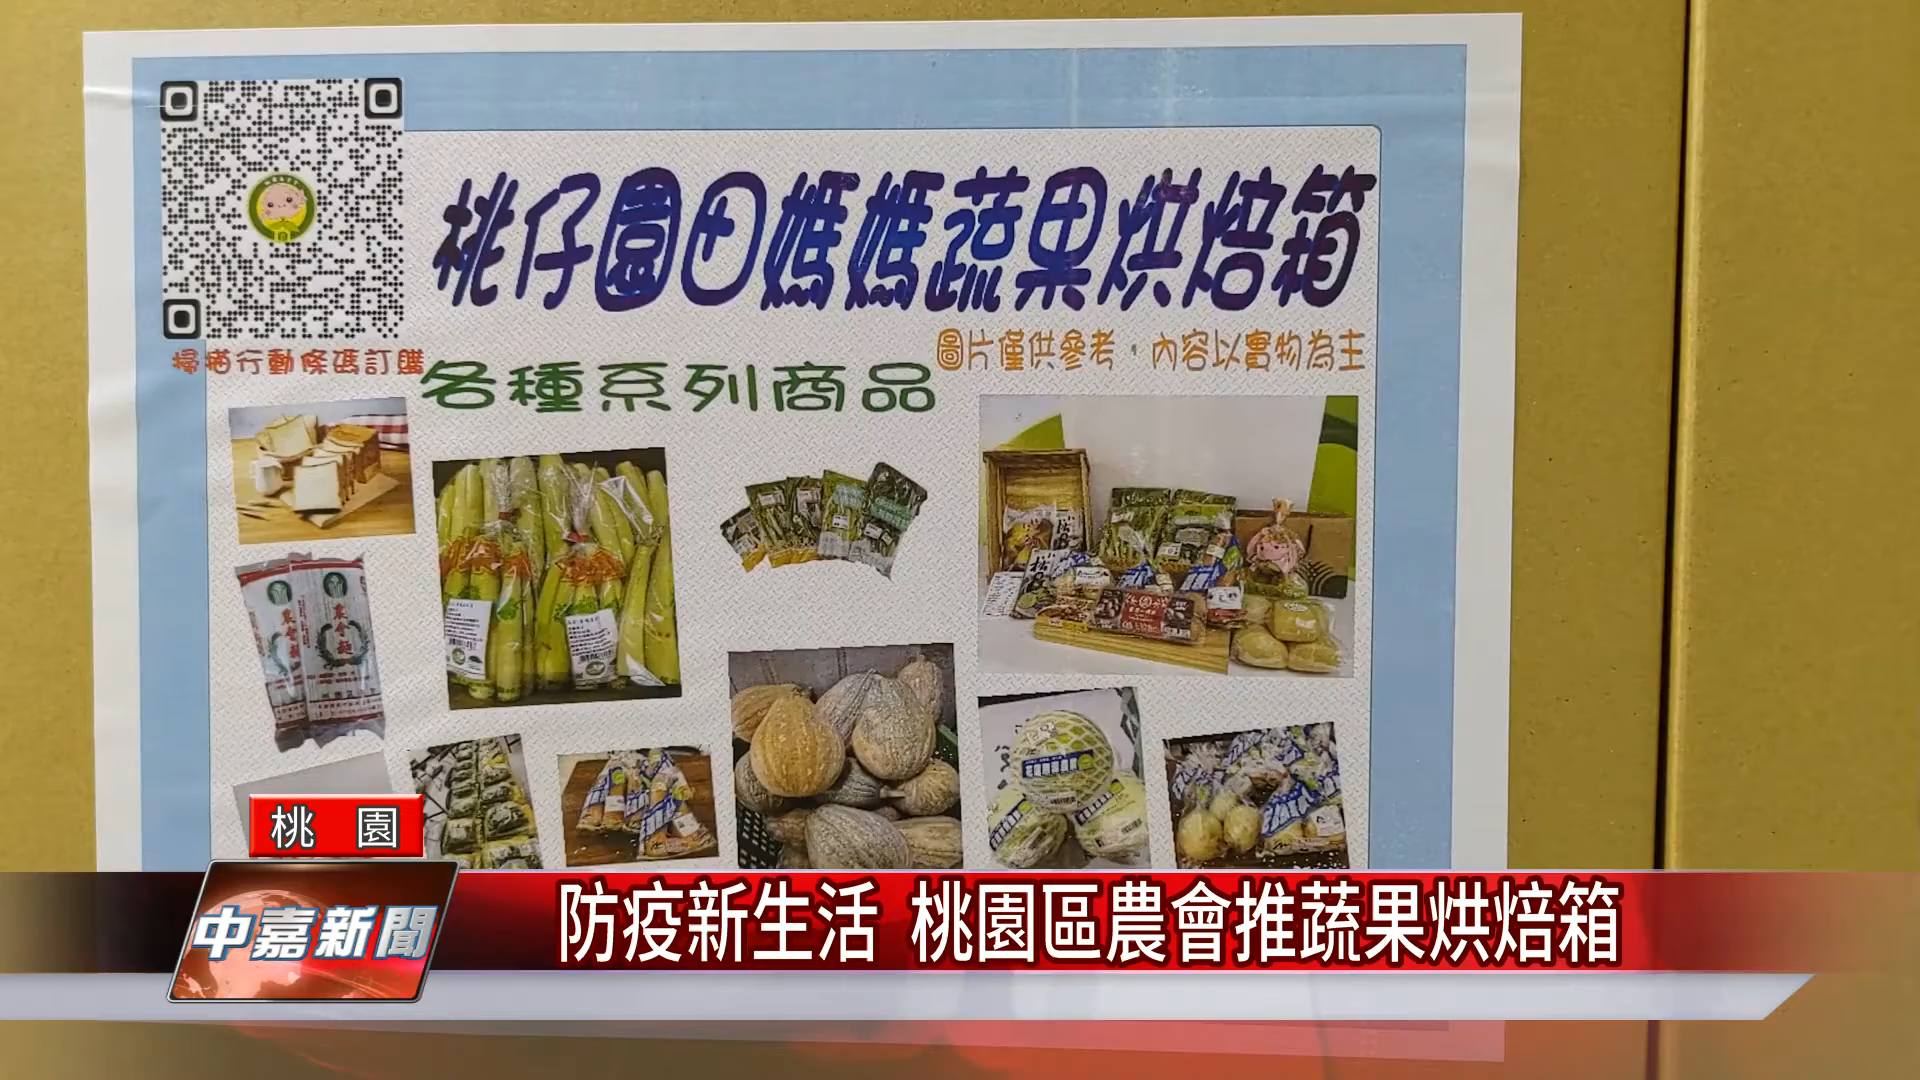 桃仔園田媽媽蔬果烘焙箱
掃描行動條碼訂購
圖片僅供參考，內容以實物為主
各種系列商品
農會麵
桃 園
中嘉新聞
防疫新生活 桃園區農會推蔬果烘焙箱